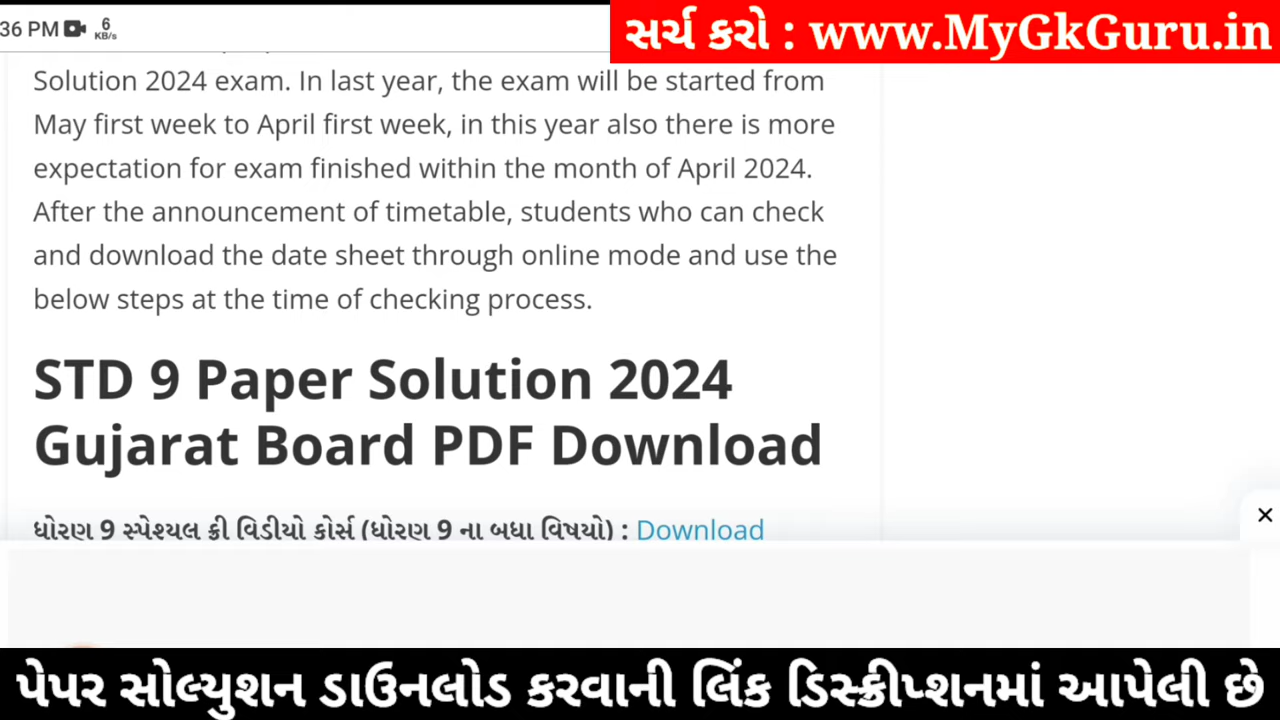 36 PM 6 KB/s
સર્ચ કરો : www.MyGkGuru.in
Solution 2024 exam. In last year, the exam will be started from
May first week to April first week, in this year also there is more
expectation for exam finished within the month of April 2024.
After the announcement of timetable, students who can check
and download the date sheet through online mode and use the
below steps at the time of checking process.
STD 9 Paper Solution 2024
Gujarat Board PDF Download
ધોરણ 9 સ્પેશ્યલ ફ્રી વિડીયો કોર્સ (ધોરણ 9 ના બધા વિષયો) : Download
પેપર સોલ્યુશન ડાઉનલોડ કરવાની લિંક ડિસ્ક્રીપ્શનમાં આપેલી છે